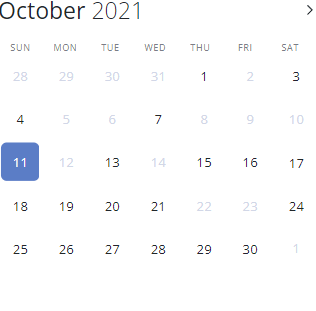 October 2021
SUN MON TUE WED THU FRI SAT
28 29 30 31 1 2 3
4 5 6 7 8 9 10
11 12 13 14 15 16 17
18 19 20 21 22 23 24
25 26 27 28 29 30 1